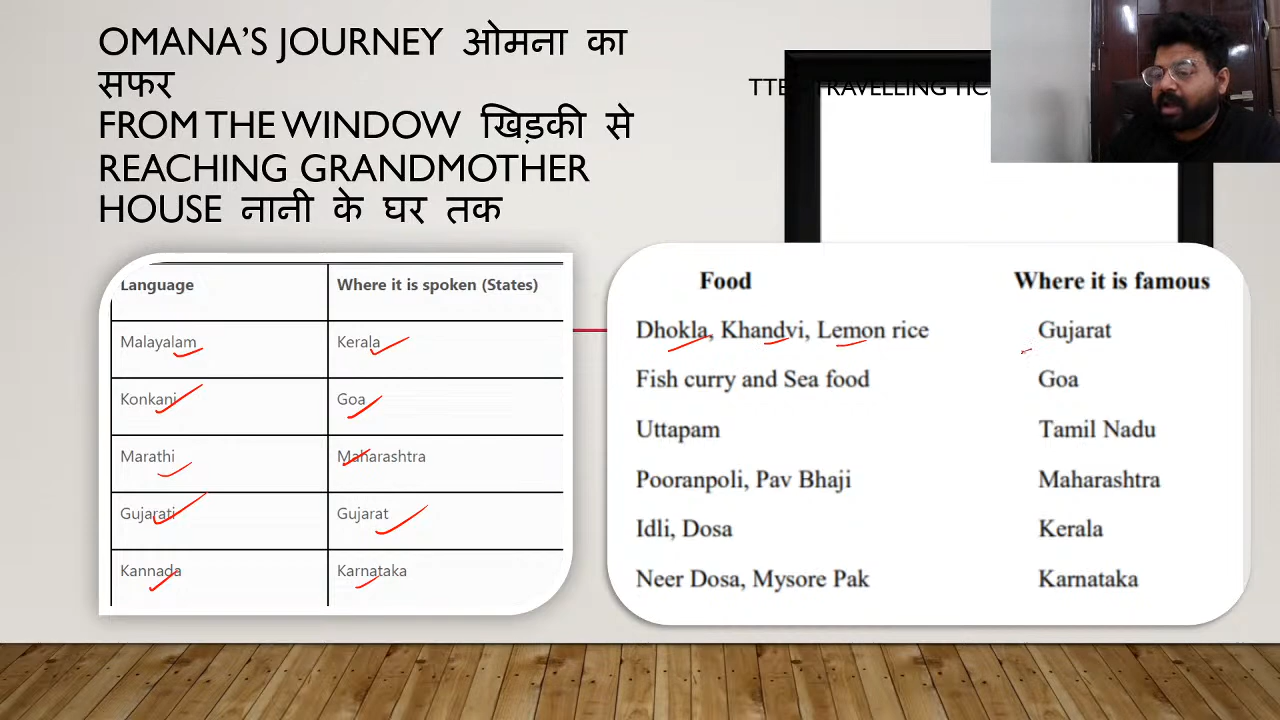 OMANA'S JOURNEY ओमना का
सफर
FROM THE WINDOW खिड़की से
REACHING GRANDMOTHER
HOUSE नानी के घर तक
TRAVELLING TIC
Language Where it is spoken (States)
Malayalam Kerala
Konkani Goa
Marathi Maharashtra
Gujarati Gujarat
Kannada Karnataka
Food Where it is famous
Dhokla, Khandvi, Lemon rice Gujarat
Fish curry and Sea food Goa
Uttapam Tamil Nadu
Pooranpoli, Pav Bhaji Maharashtra
Idli, Dosa Kerala
Neer Dosa, Mysore Pak Karnataka